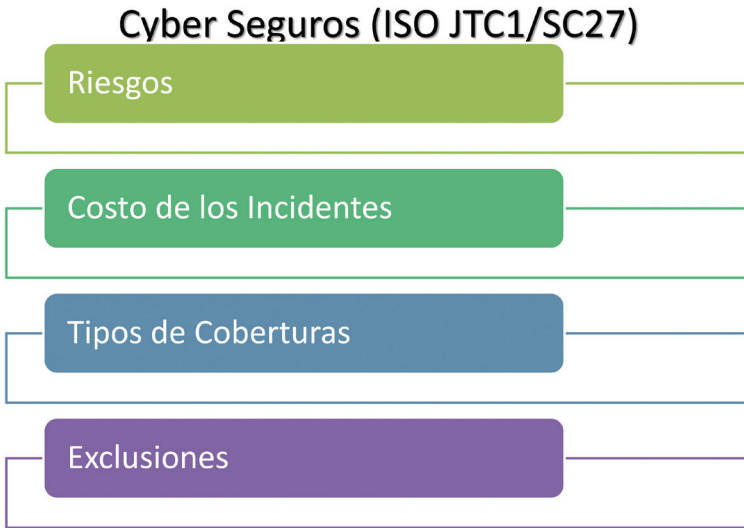 Cyber Seguros (ISO JTC1/SC27)
Riesgos
Costo de los Incidentes
Tipos de Coberturas
Exclusiones